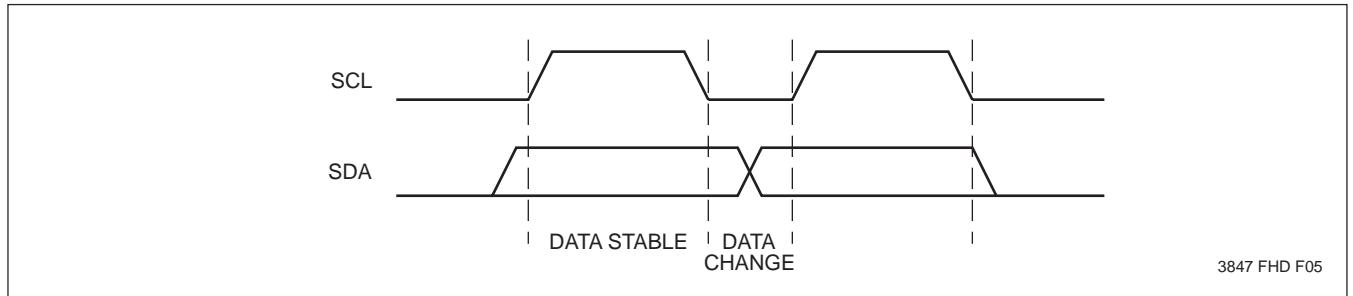 SCL
SDA
DATA STABLE
DATA
CHANGE
3847 FHD F05